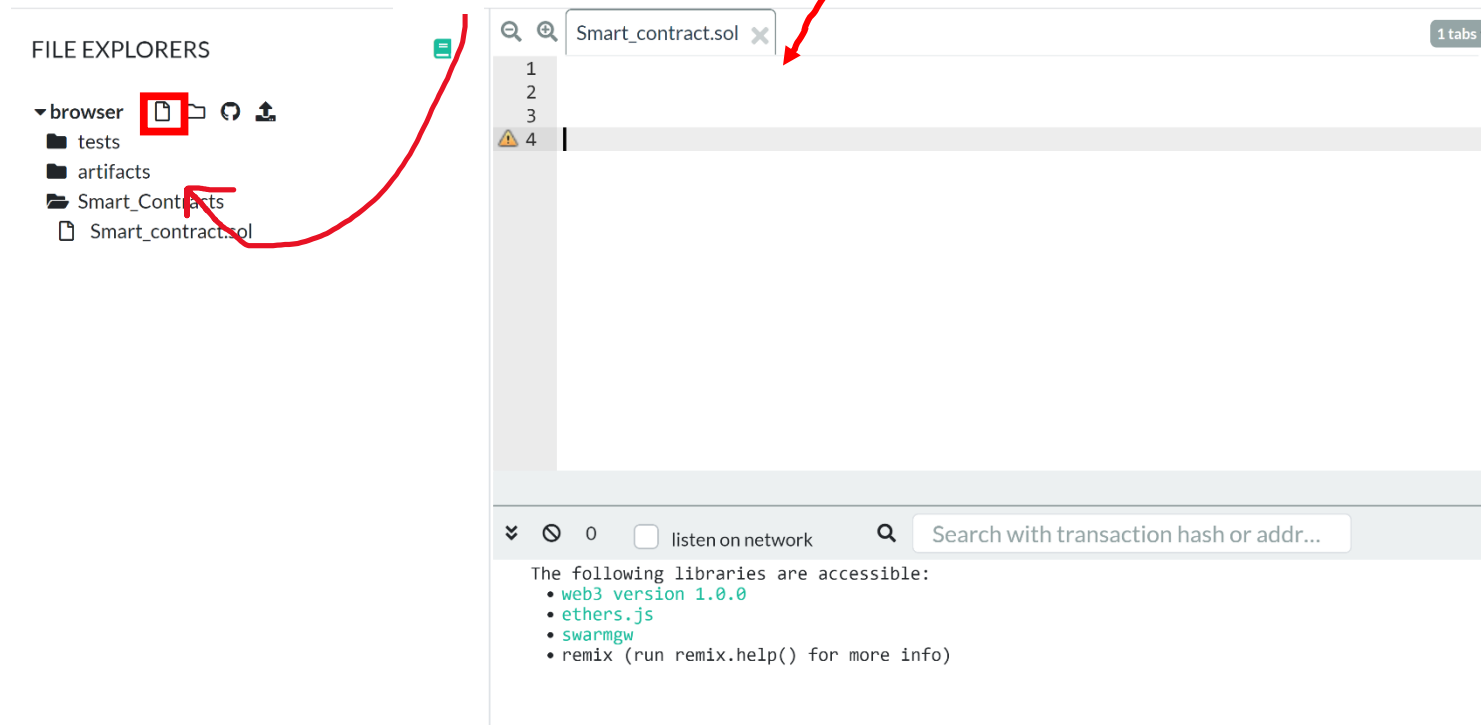 FILE EXPLORERS
browser
tests
artifacts
Smart_Contracts
Smart_contract.sol
Smart_contract.sol
1 tabs
1
2
3
4
0 listen on network Search with transaction hash or addr...
The following libraries are accessible:
• web3 version 1.0.0
• ethers.js
• swarmgw
• remix (run remix.help() for more info)